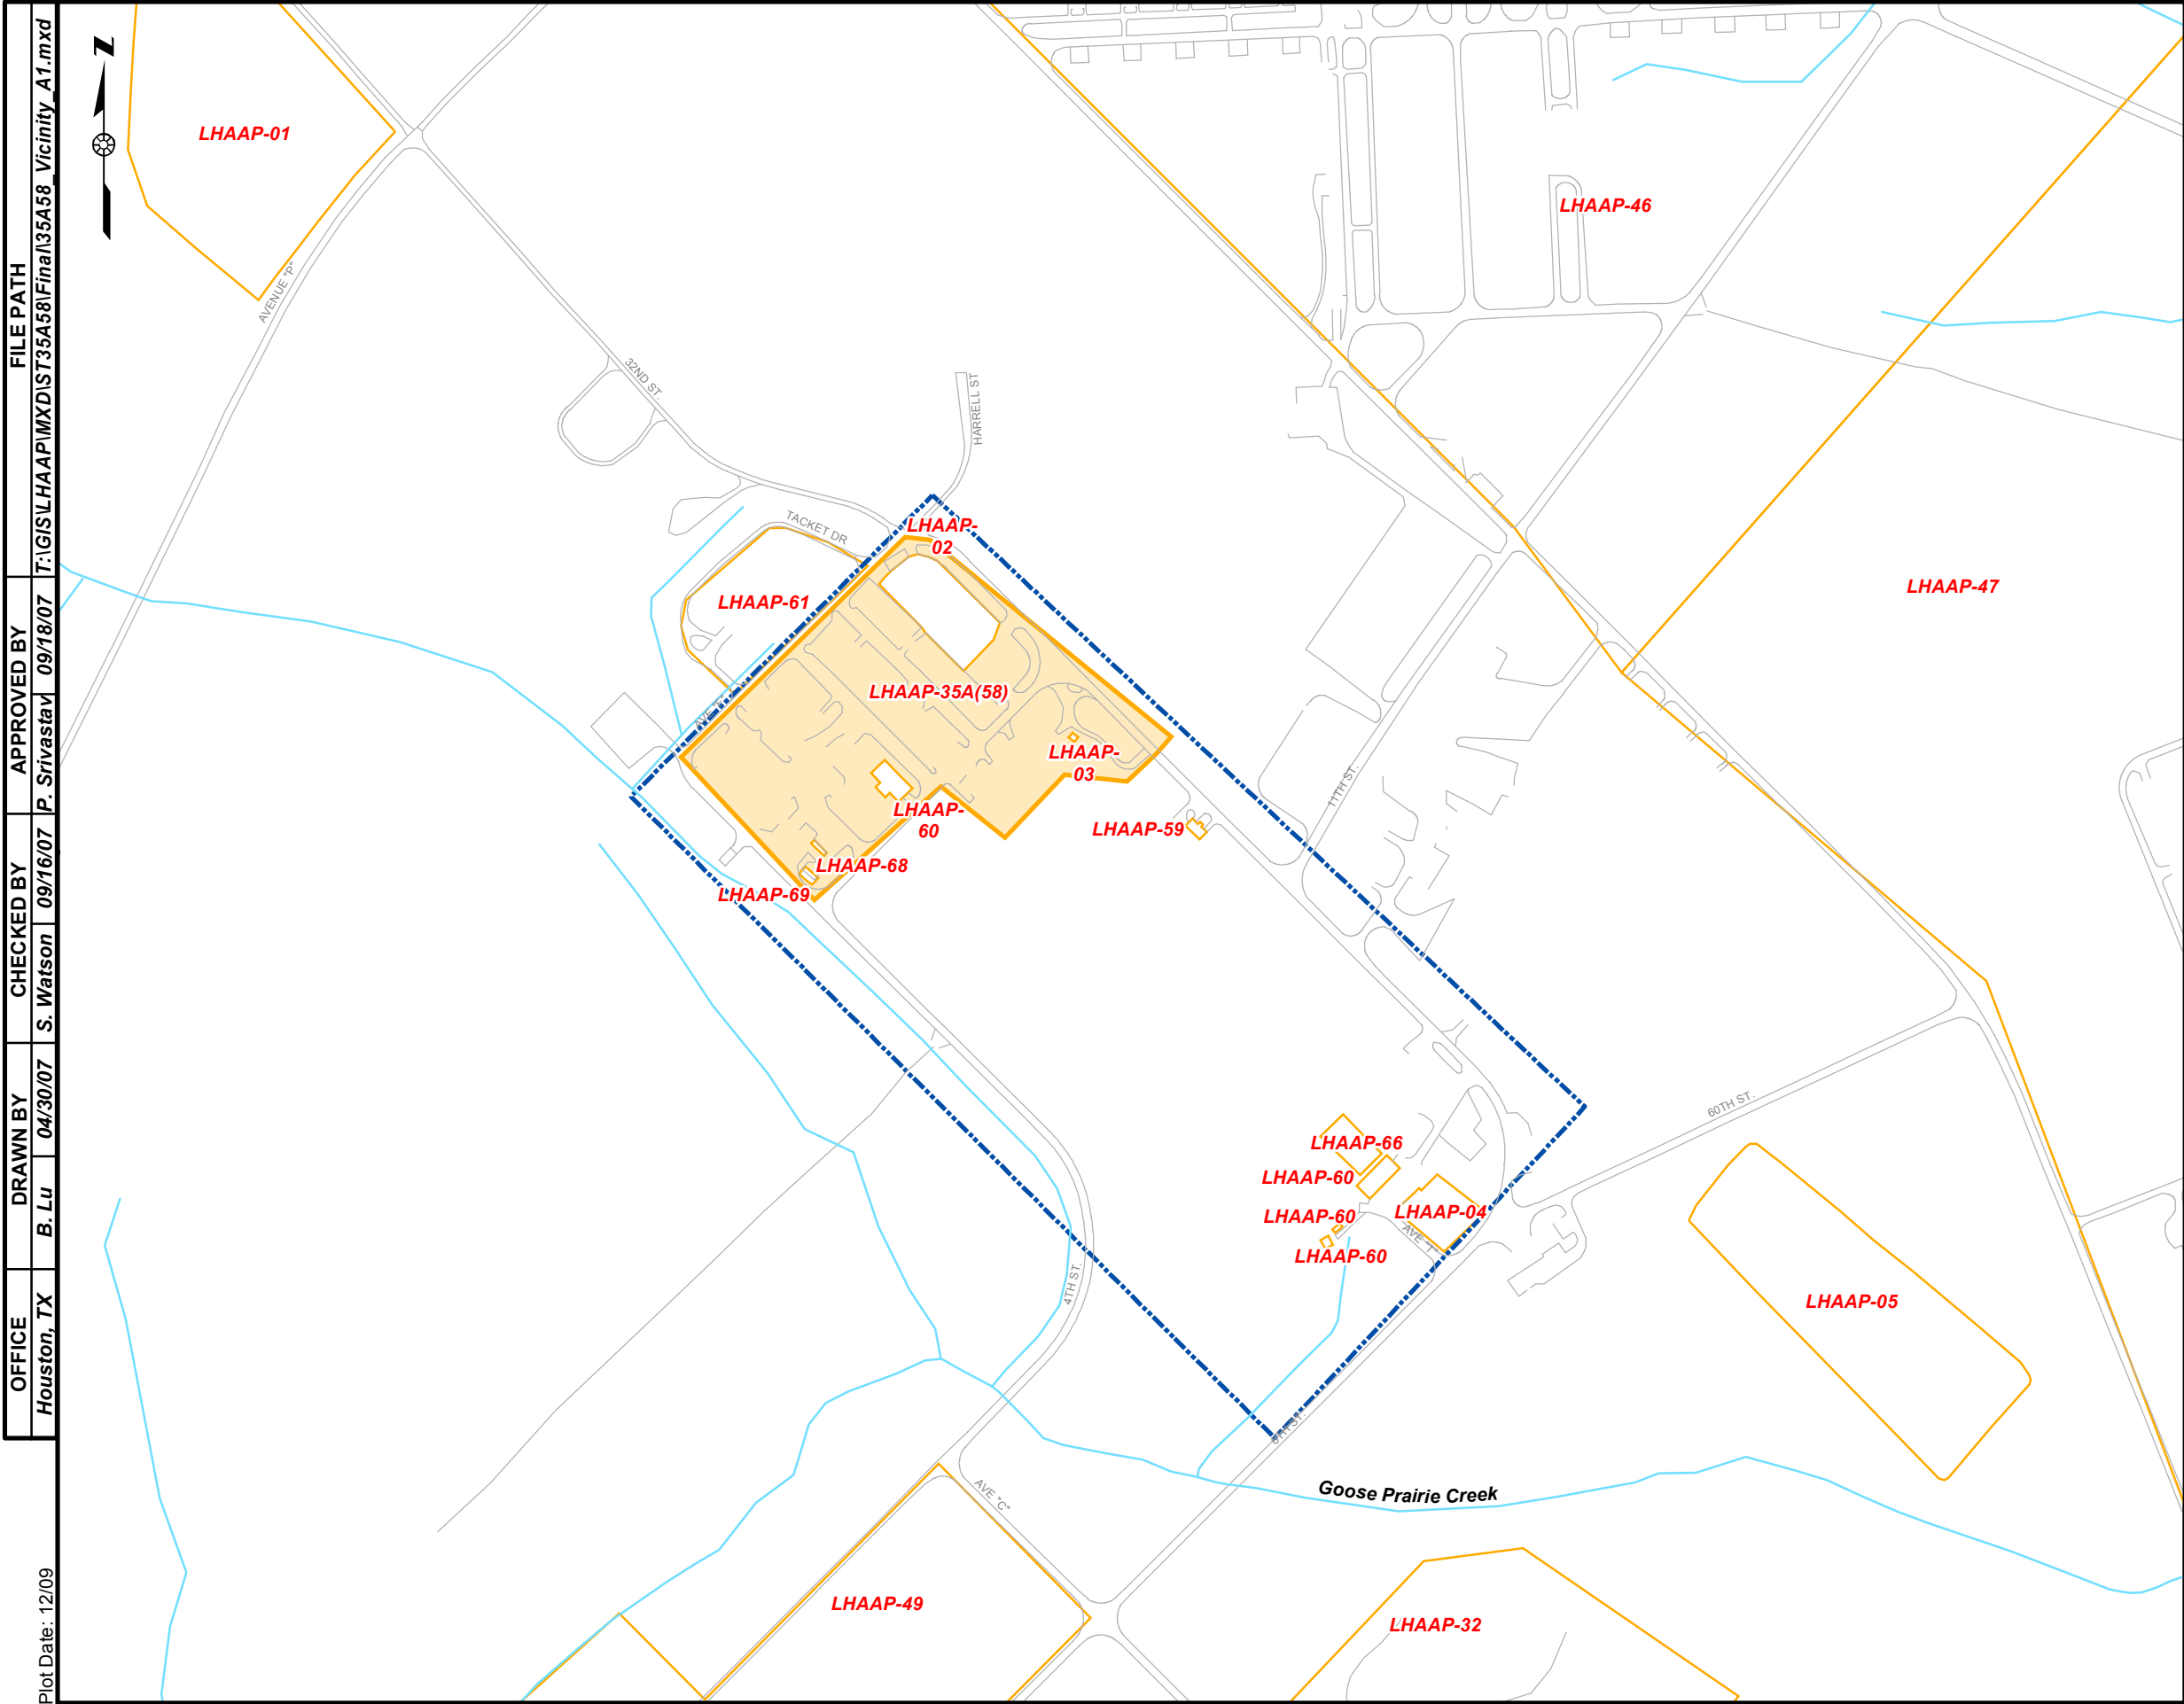 FILE PATH
T:\GIS\LHAAP\MXD\ST35A58\Final\35A58_Vicinity_A1.mxd
APPROVED BY
P. Srivastav 09/18/07
CHECKED BY
S. Watson 09/16/07
DRAWN BY
B. Lu 04/30/07
OFFICE
Houston, TX
Plot Date: 12/09
N
LHAAP-01
AVENUE "P"
LHAAP-46
32ND ST.
HARRELL ST
TACKET DR
LHAAP-
02
LHAAP-47
LHAAP-61
LHAAP-35A(58)
LHAAP-
03
11TH ST.
LHAAP-
60
LHAAP-59
LHAAP-68
LHAAP-69
60TH ST.
LHAAP-66
LHAAP-60
LHAAP-60
LHAAP-04
AVE "T"
LHAAP-60
4TH ST.
LHAAP-05
Goose Prairie Creek
AVE "C"
LHAAP-49
LHAAP-32